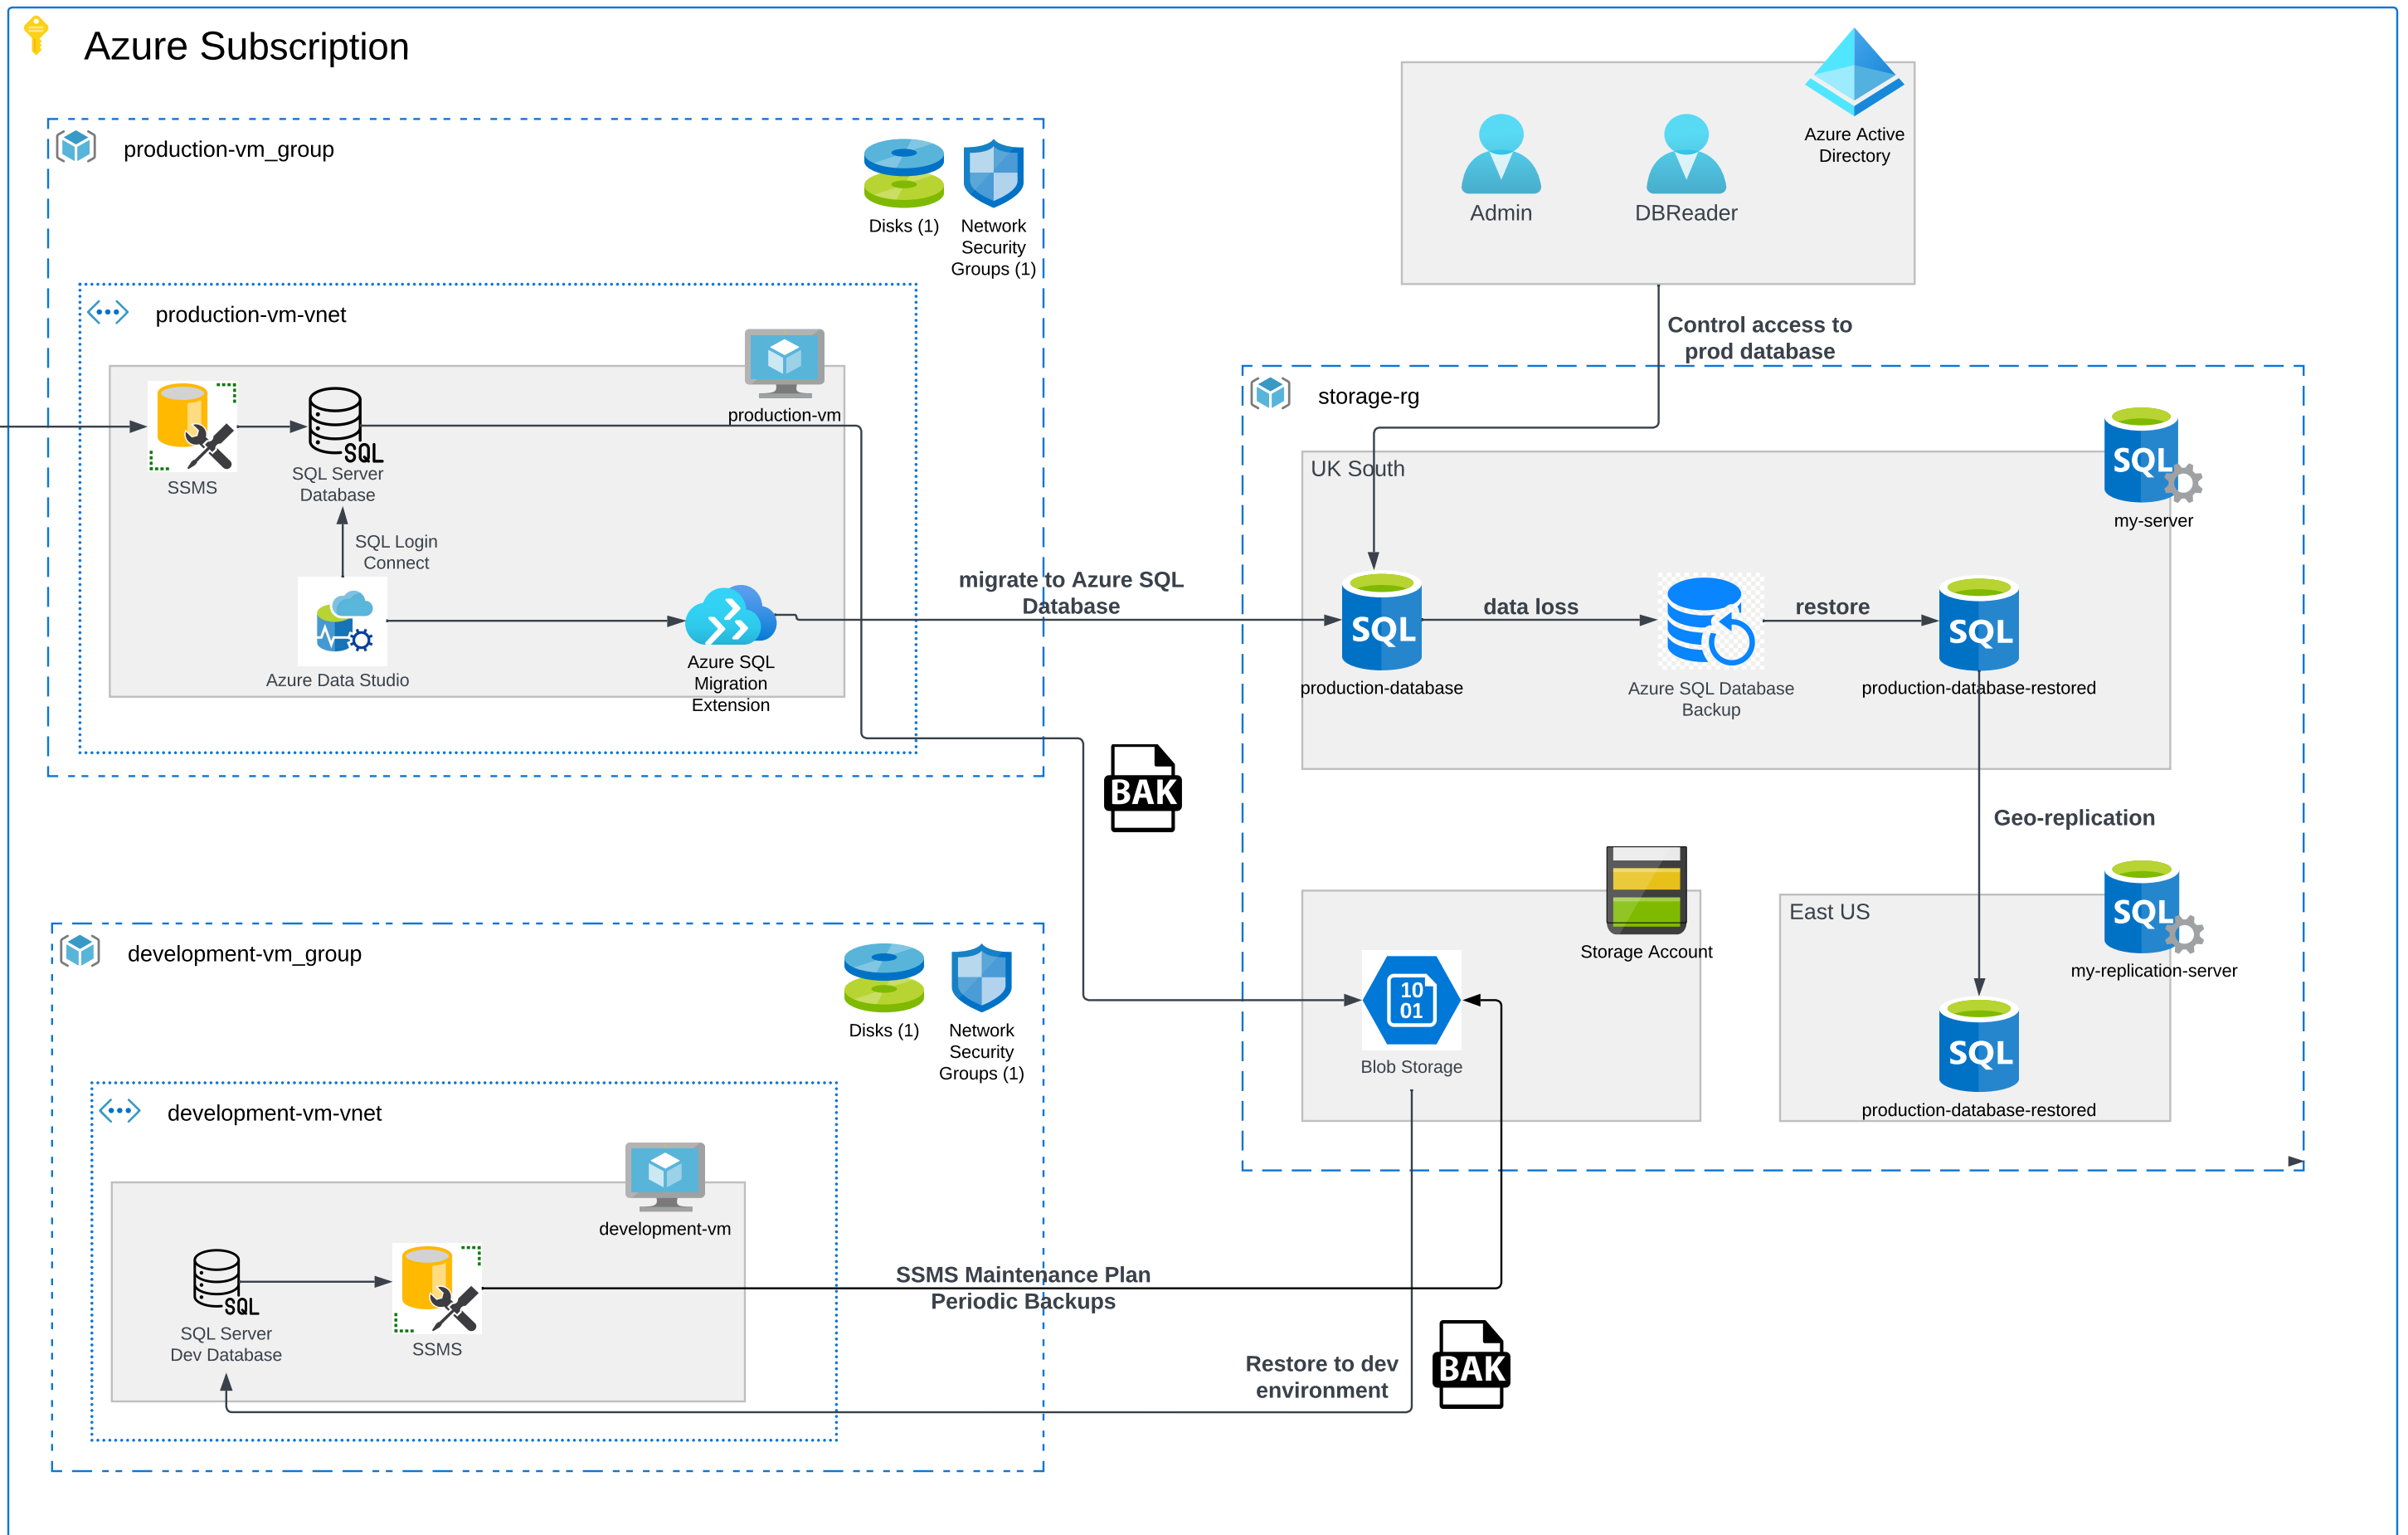 Azure Subscription
production-vm_group
Disks (1)
Network
Security
Groups (1)
production-vm-vnet
production-vm
SSMS
SQL
SQL Server
Database
SQL Login
Connect
Azure Data Studio
Azure SQL
Migration
Extension
migrate to Azure SQL
Database
BAK
Admin
DBReader
Azure Active
Directory
Control access to
prod database
storage-rg
UK South
SQL
my-server
SQL
production-database
data loss
Azure SQL Database
Backup
restore
SQL
production-database-restored
Geo-replication
Storage Account
10
01
Blob Storage
East US
SQL
my-replication-server
SQL
production-database-restored
development-vm_group
Disks (1)
Network
Security
Groups (1)
development-vm-vnet
development-vm
SQL
SQL Server
Dev Database
SSMS
SSMS Maintenance Plan
Periodic Backups
Restore to dev
environment
BAK